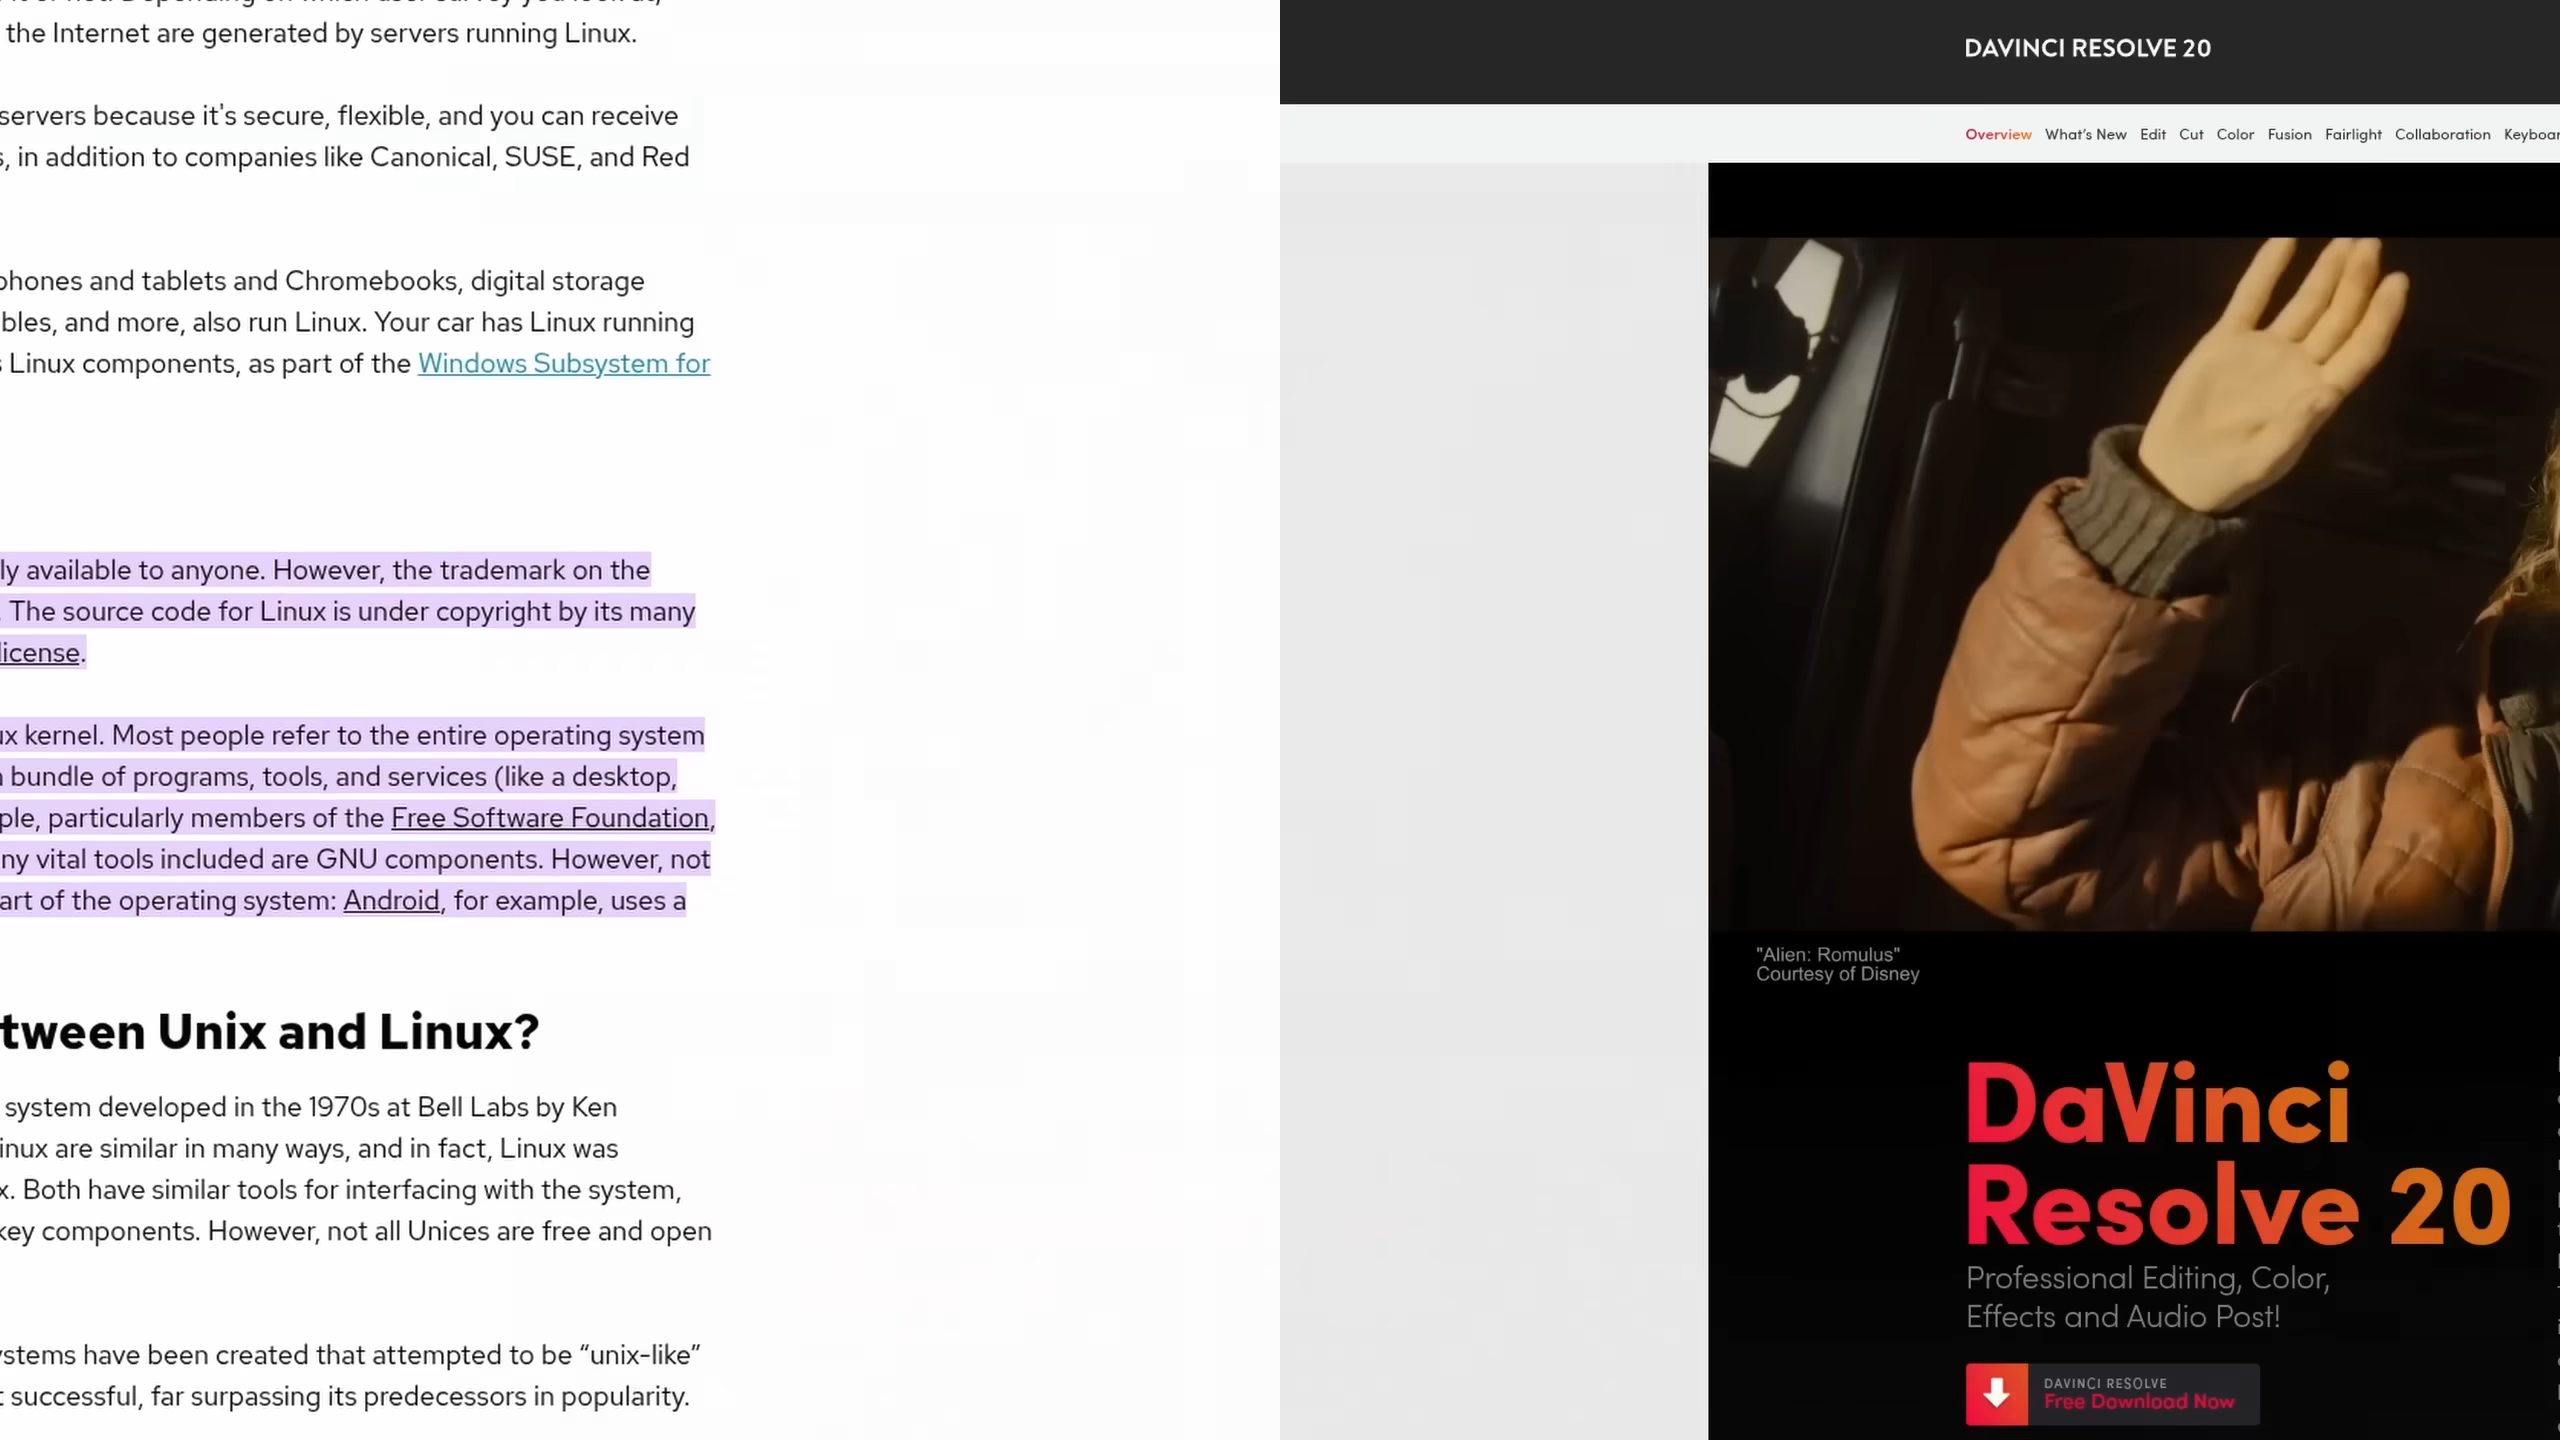 the Internet are generated by servers running Linux.
servers because it's secure, flexible, and you can receive
, in addition to companies like Canonical, SUSE, and Red
phones and tablets and Chromebooks, digital storage
bles, and more, also run Linux. Your car has Linux running
s Linux components, as part of the Windows Subsystem for
ly available to anyone. However, the trademark on the
. The source code for Linux is under copyright by its many
license.
ux kernel. Most people refer to the entire operating system
a bundle of programs, tools, and services (like a desktop,
ple, particularly members of the Free Software Foundation,
ny vital tools included are GNU components. However, not
art of the operating system: Android, for example, uses a
tween Unix and Linux?
system developed in the 1970s at Bell Labs by Ken
inux are similar in many ways, and in fact, Linux was
x. Both have similar tools for interfacing with the system,
key components. However, not all Unices are free and open
ystems have been created that attempted to be “unix-like”
t successful, far surpassing its predecessors in popularity.
DAVINCI RESOLVE 20
Overview What's New Edit Cut Color Fusion Fairlight Collaboration Keyboar
"Alien: Romulus"
Courtesy of Disney
DaVinci
Resolve 20
Professional Editing, Color,
Effects and Audio Post!
DAVINCI RESOLVE
Free Download Now